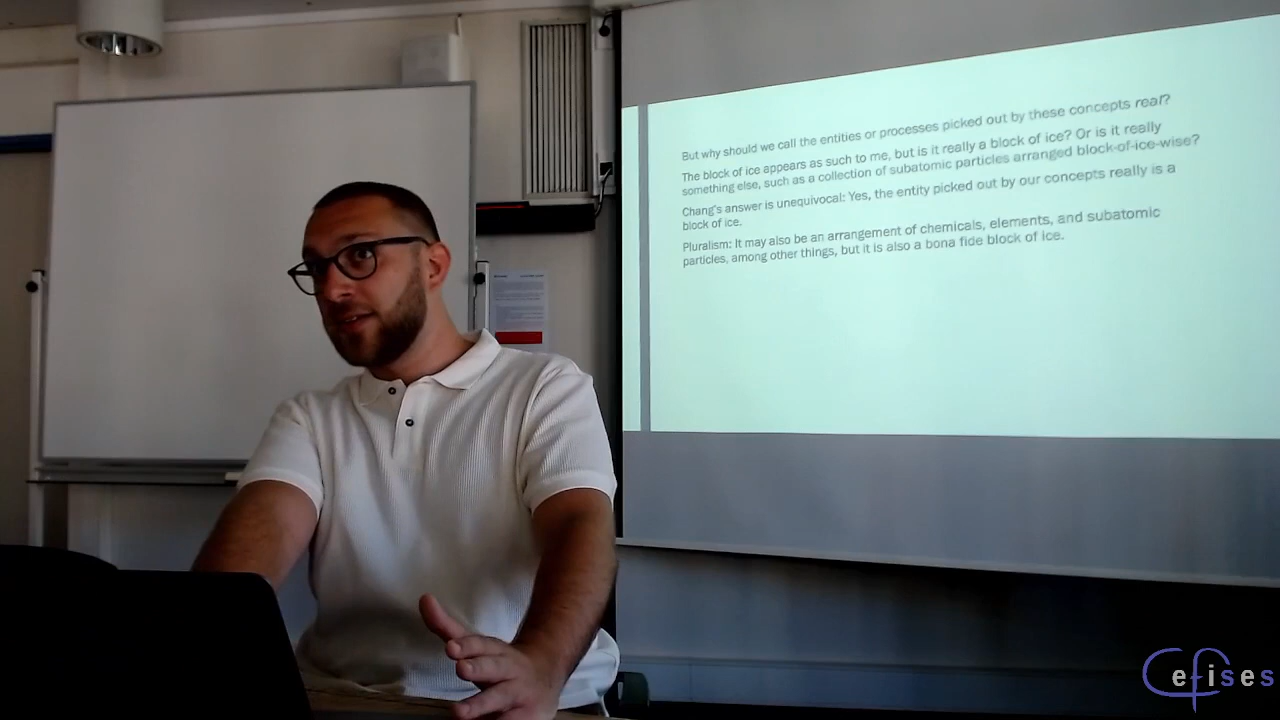 But why should we call the entities or processes picked out by these concepts real?
The block of ice appears as such to me, but is it really a block of ice? Or is it really
something else, such as a collection of subatomic particles arranged block-of-ice-wise?
Chang's answer is unequivocal: Yes, the entity picked out by our concepts really is a
block of ice.
Pluralism: It may also be an arrangement of chemicals, elements, and subatomic
particles, among other things, but it is also a bona fide block of ice.
Cefises